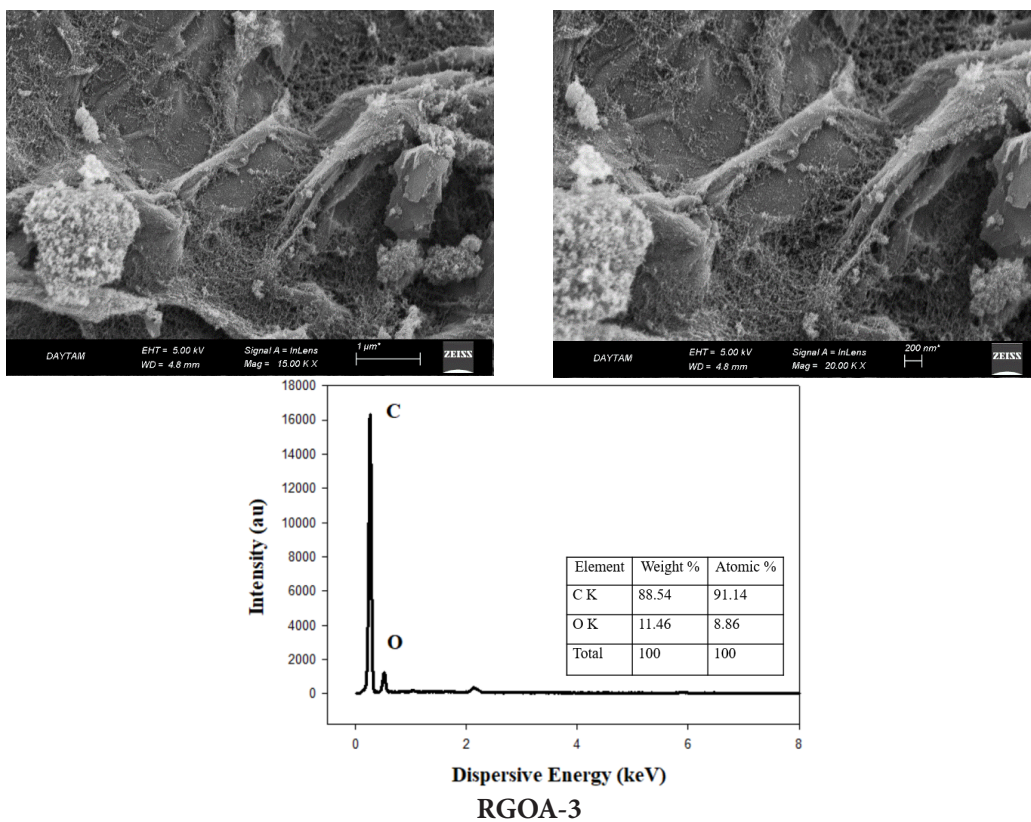 DAYTAM
EHT = 5.00 kV
WD = 4.8 mm
Signal A = InLens
Mag = 15.00 K X
1 µm*
ZEISS
DAYTAM
EHT = 5.00 kV
WD = 4.8 mm
Signal A = InLens
Mag = 20.00 K X
200 nm*
ZEISS
18000
16000
14000
12000
10000
8000
6000
4000
2000
0
Intensity (au)
C
O
Element Weight % Atomic %
C K 88.54 91.14
O K 11.46 8.86
Total 100 100
0 2 4 6 8
Dispersive Energy (keV)
RGOA-3